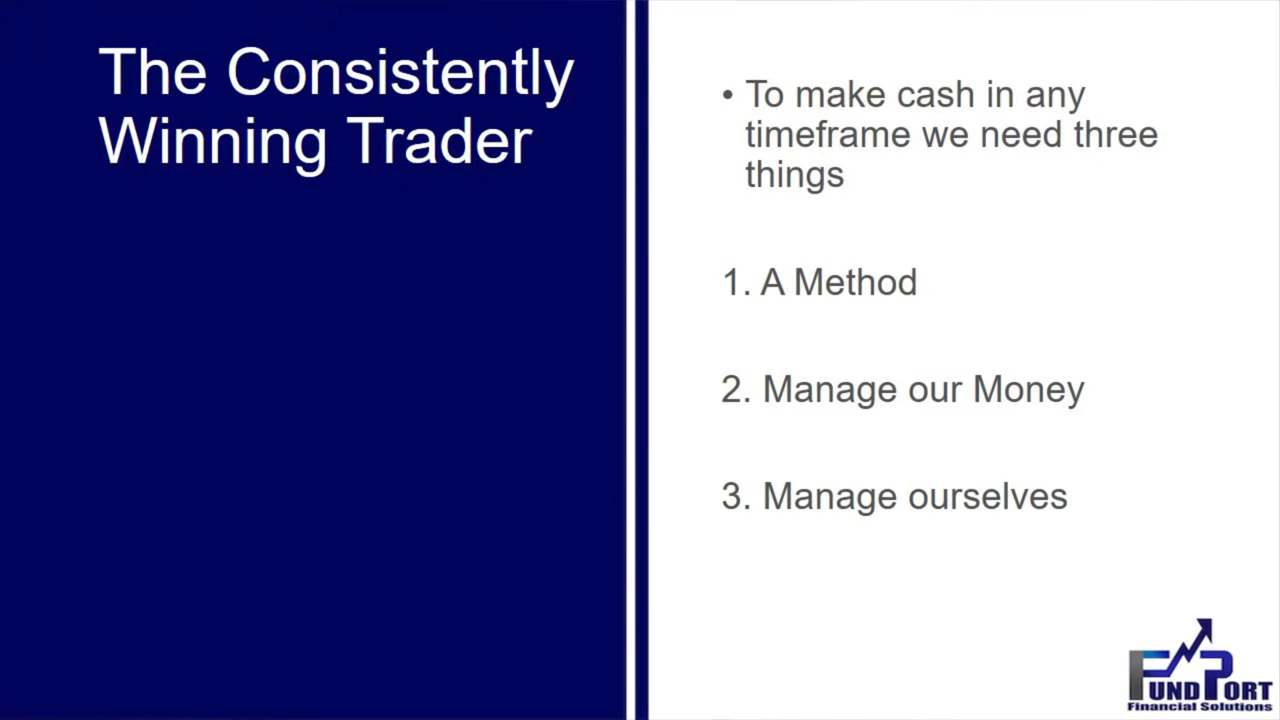 The Consistently
Winning Trader
• To make cash in any
timeframe we need three
things
1. A Method
2. Manage our Money
3. Manage ourselves
FUNDPORT
Financial Solutions